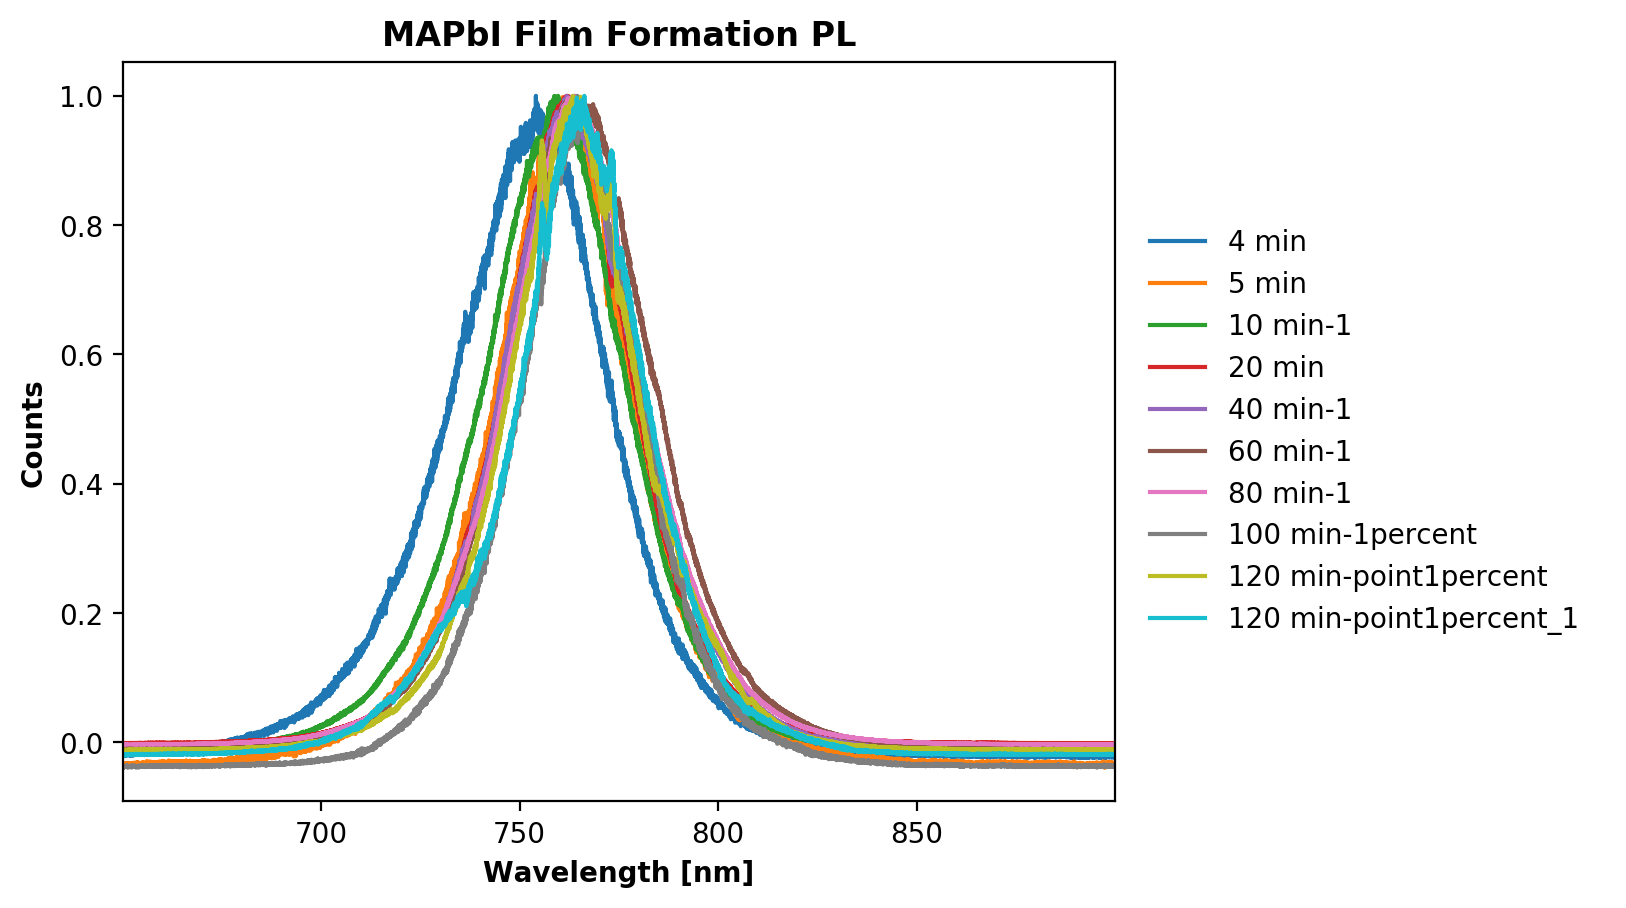 MAPbI Film Formation PL
1.0
0.8
0.6
0.4
0.2
0.0
Counts
700
750
800
850
Wavelength [nm]
4 min
5 min
10 min-1
20 min
40 min-1
60 min-1
80 min-1
100 min-1percent
120 min-point1percent
120 min-point1percent_1